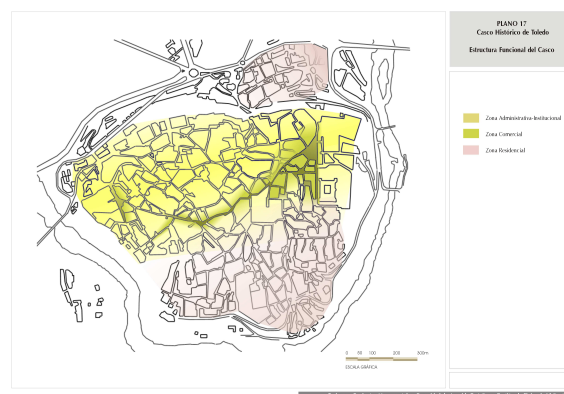 PLANO 17
Casco Histórico de Toledo
Estructura Funcional del Casco
Zona Administrativa-Institucional
Zona Comercial
Zona Residencial
0 50 100 200 300m
ESCALA GRÁFICA